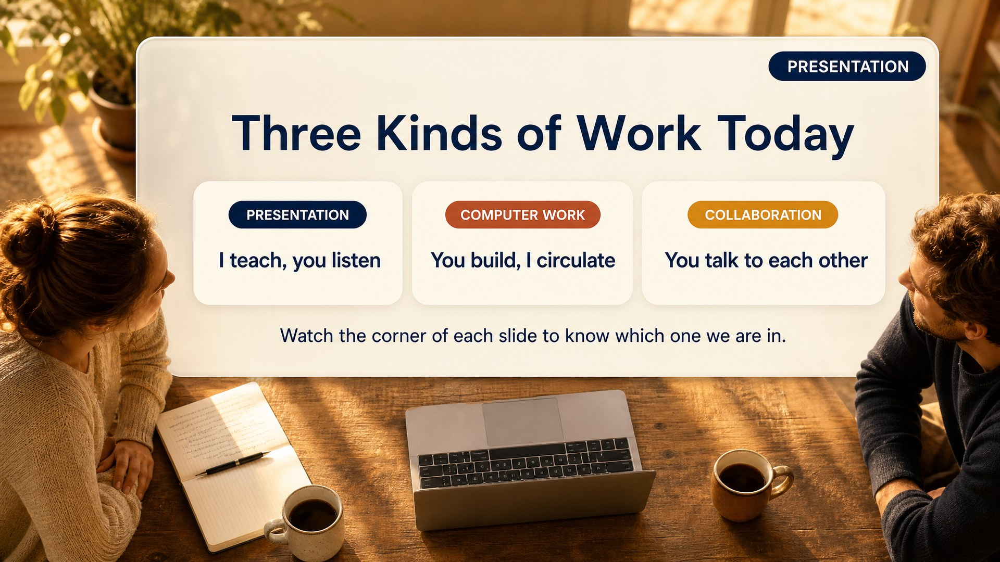 PRESENTATION
Three Kinds of Work Today
PRESENTATION
I teach, you listen
COMPUTER WORK
You build, I circulate
COLLABORATION
You talk to each other
Watch the corner of each slide to know which one we are in.